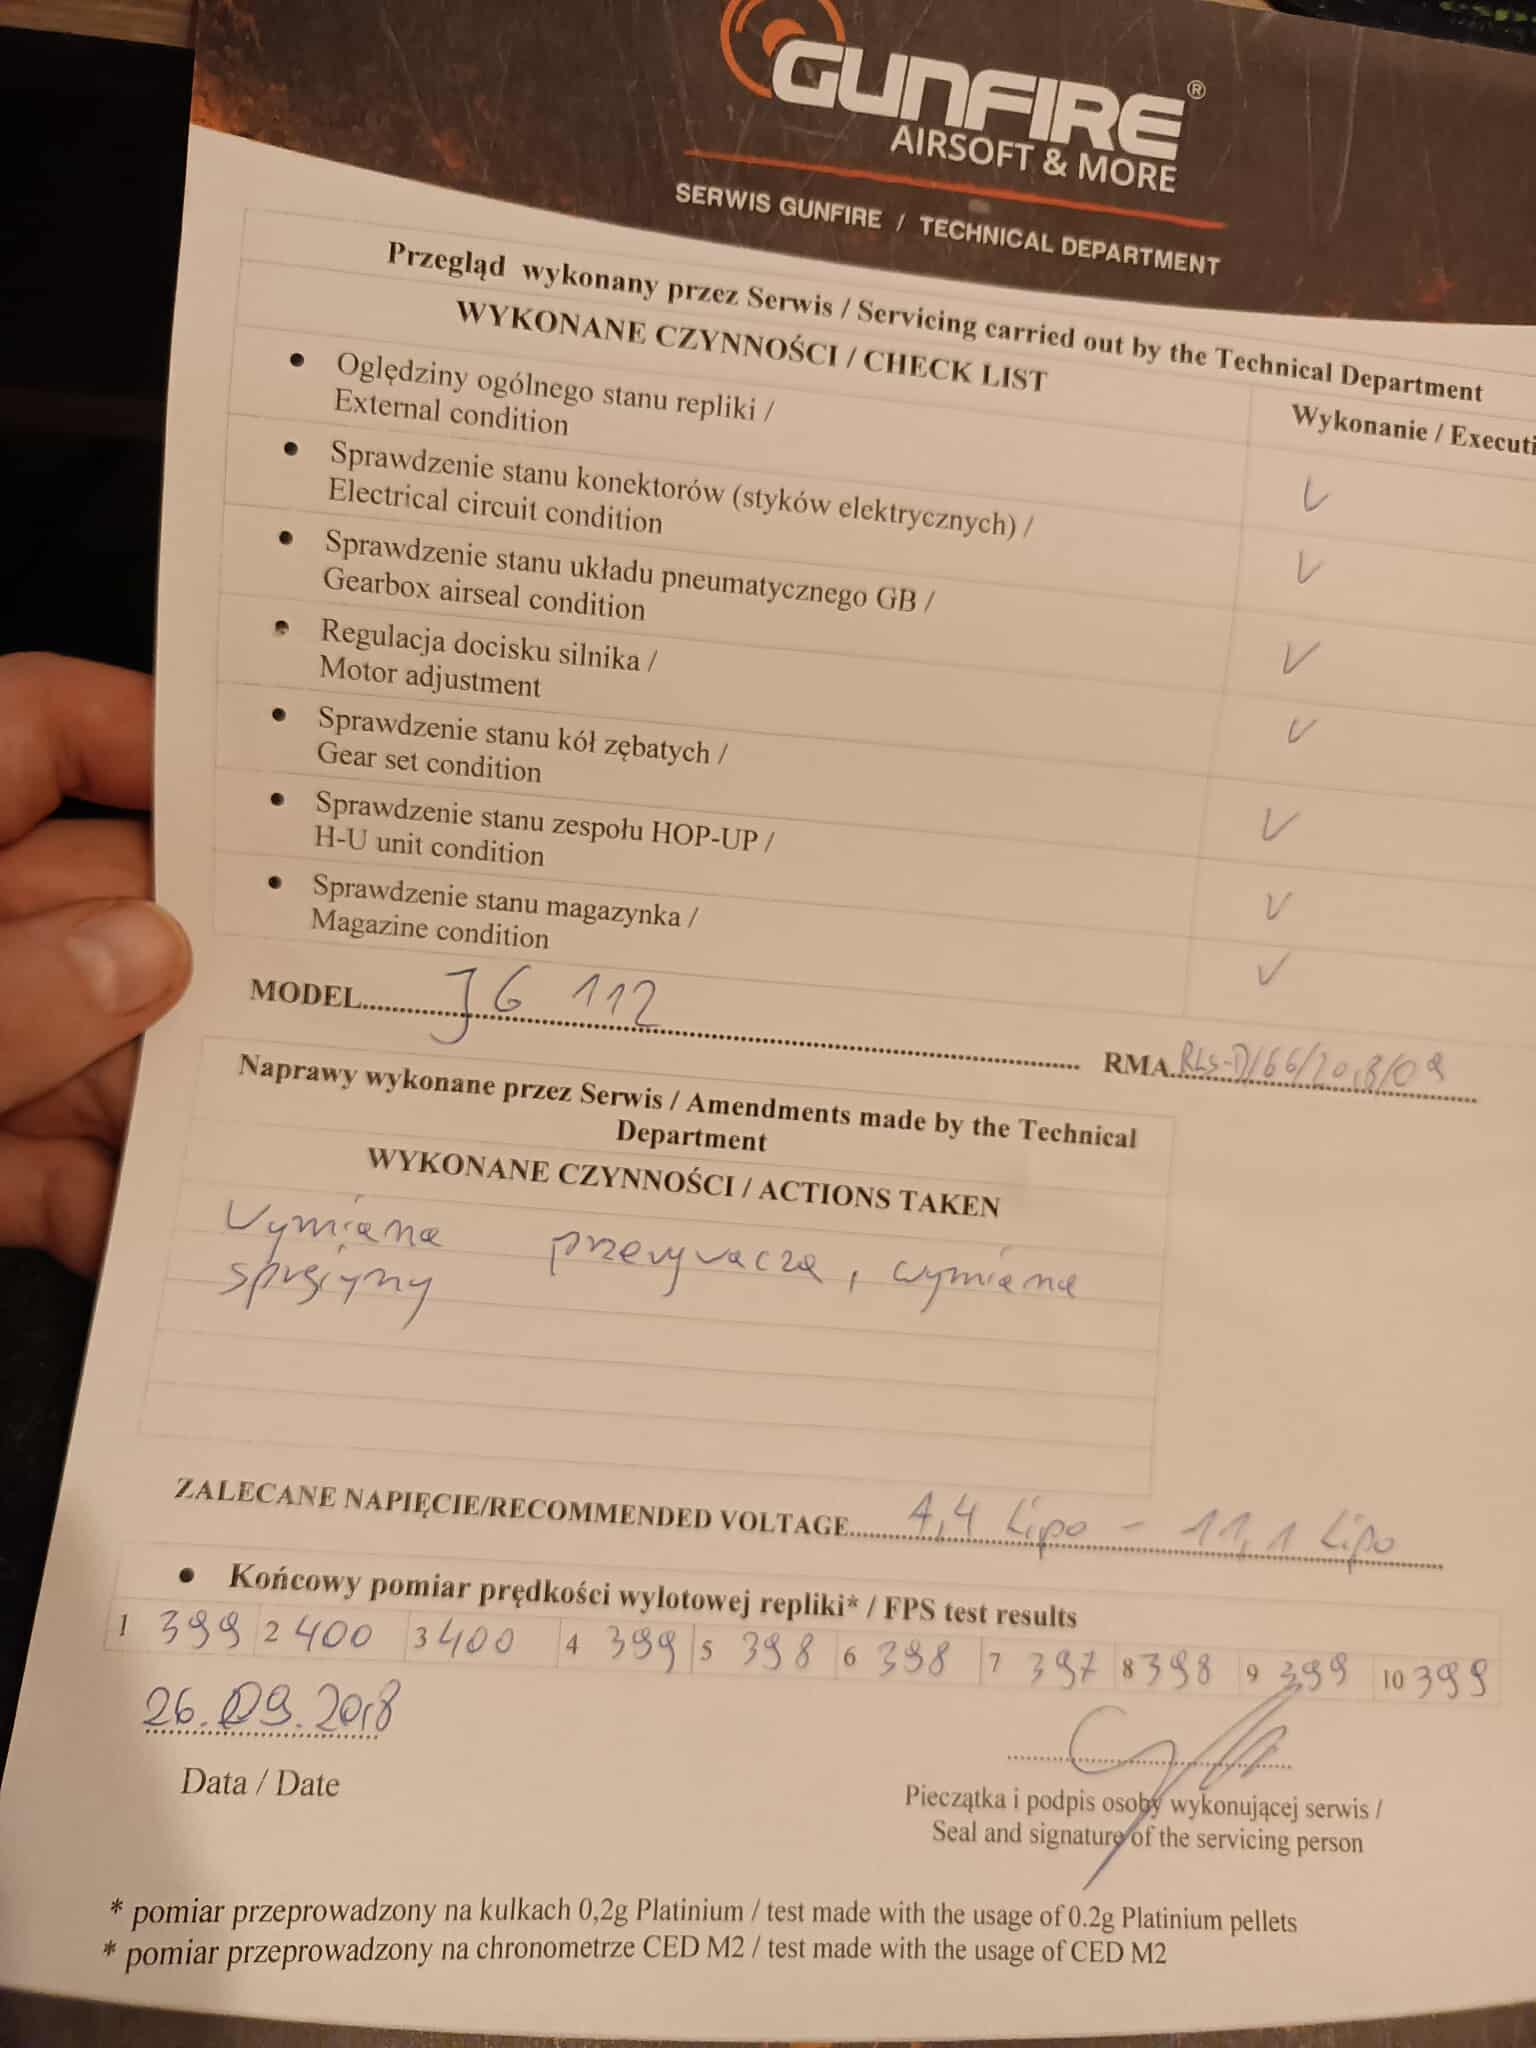 GUNFIRE ®
AIRSOFT & MORE
SERWIS GUNFIRE / TECHNICAL DEPARTMENT
Przegląd wykonany przez Serwis / Servicing carried out by the Technical Department
WYKONANE CZYNNOŚCI / CHECK LIST
Wykonanie / Executi
• Oględziny ogólnego stanu repliki /
External condition
• Sprawdzenie stanu konektorów (styków elektrycznych) /
Electrical circuit condition
• Sprawdzenie stanu układu pneumatycznego GB /
Gearbox airseal condition
• Regulacja docisku silnika /
Motor adjustment
• Sprawdzenie stanu kół zębatych /
Gear set condition
• Sprawdzenie stanu zespołu HOP-UP /
H-U unit condition
• Sprawdzenie stanu magazynka /
Magazine condition
MODEL JG 112
RMA RLS-D/66/2018/09
Naprawy wykonane przez Serwis / Amendments made by the Technical
Department
WYKONANE CZYNNOŚCI / ACTIONS TAKEN
Wymiana przerywacza, wymiana
sprężyny
ZALECANE NAPIĘCIE/RECOMMENDED VOLTAGE 7,4 Lipo - 11,1 Lipo
• Końcowy pomiar prędkości wylotowej repliki* / FPS test results
1 399 2 400 3 400 4 399 5 398 6 398 7 397 8 398 9 399 10 399
26.09.2018
Data / Date
Pieczątka i podpis osoby wykonującej serwis /
Seal and signature of the servicing person
* pomiar przeprowadzony na kulkach 0,2g Platinium / test made with the usage of 0.2g Platinium pellets
* pomiar przeprowadzony na chronometrze CED M2 / test made with the usage of CED M2